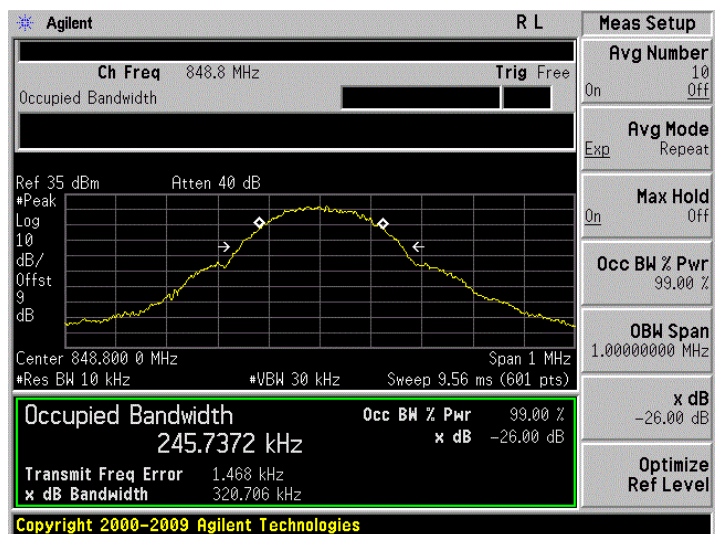 Agilent R L
Ch Freq 848.8 MHz Trig Free
Occupied Bandwidth
Ref 35 dBm Atten 40 dB
#Peak
Log
10
dB/
Offst
9
dB
Center 848.800 0 MHz Span 1 MHz
#Res BW 10 kHz #VBW 30 kHz Sweep 9.56 ms (601 pts)
Occupied Bandwidth Occ BW % Pwr 99.00 %
245.7372 kHz x dB -26.00 dB
Transmit Freq Error 1.468 kHz
x dB Bandwidth 320.706 kHz
Copyright 2000-2009 Agilent Technologies
Meas Setup
Avg Number
10
On Off
Avg Mode
Exp Repeat
Max Hold
On Off
Occ BW % Pwr
99.00 %
OBW Span
1.00000000 MHz
x dB
-26.00 dB
Optimize
Ref Level